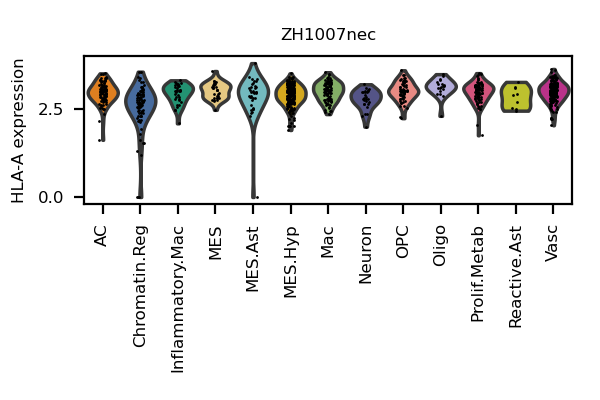 ZH1007nec
HLA-A expression
2.5
0.0
AC
Chromatin.Reg
Inflammatory.Mac
MES
MES.Ast
MES.Hyp
Mac
Neuron
OPC
Oligo
Prolif.Metab
Reactive.Ast
Vasc